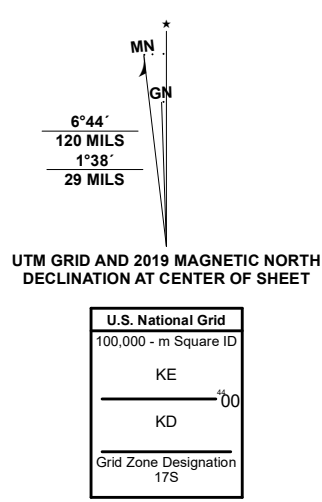 ★
MN
GN
6°44´
120 MILS
1°38´
29 MILS
UTM GRID AND 2019 MAGNETIC NORTH
DECLINATION AT CENTER OF SHEET
U.S. National Grid
100,000 - m Square ID
KE
44 00
KD
Grid Zone Designation
17S